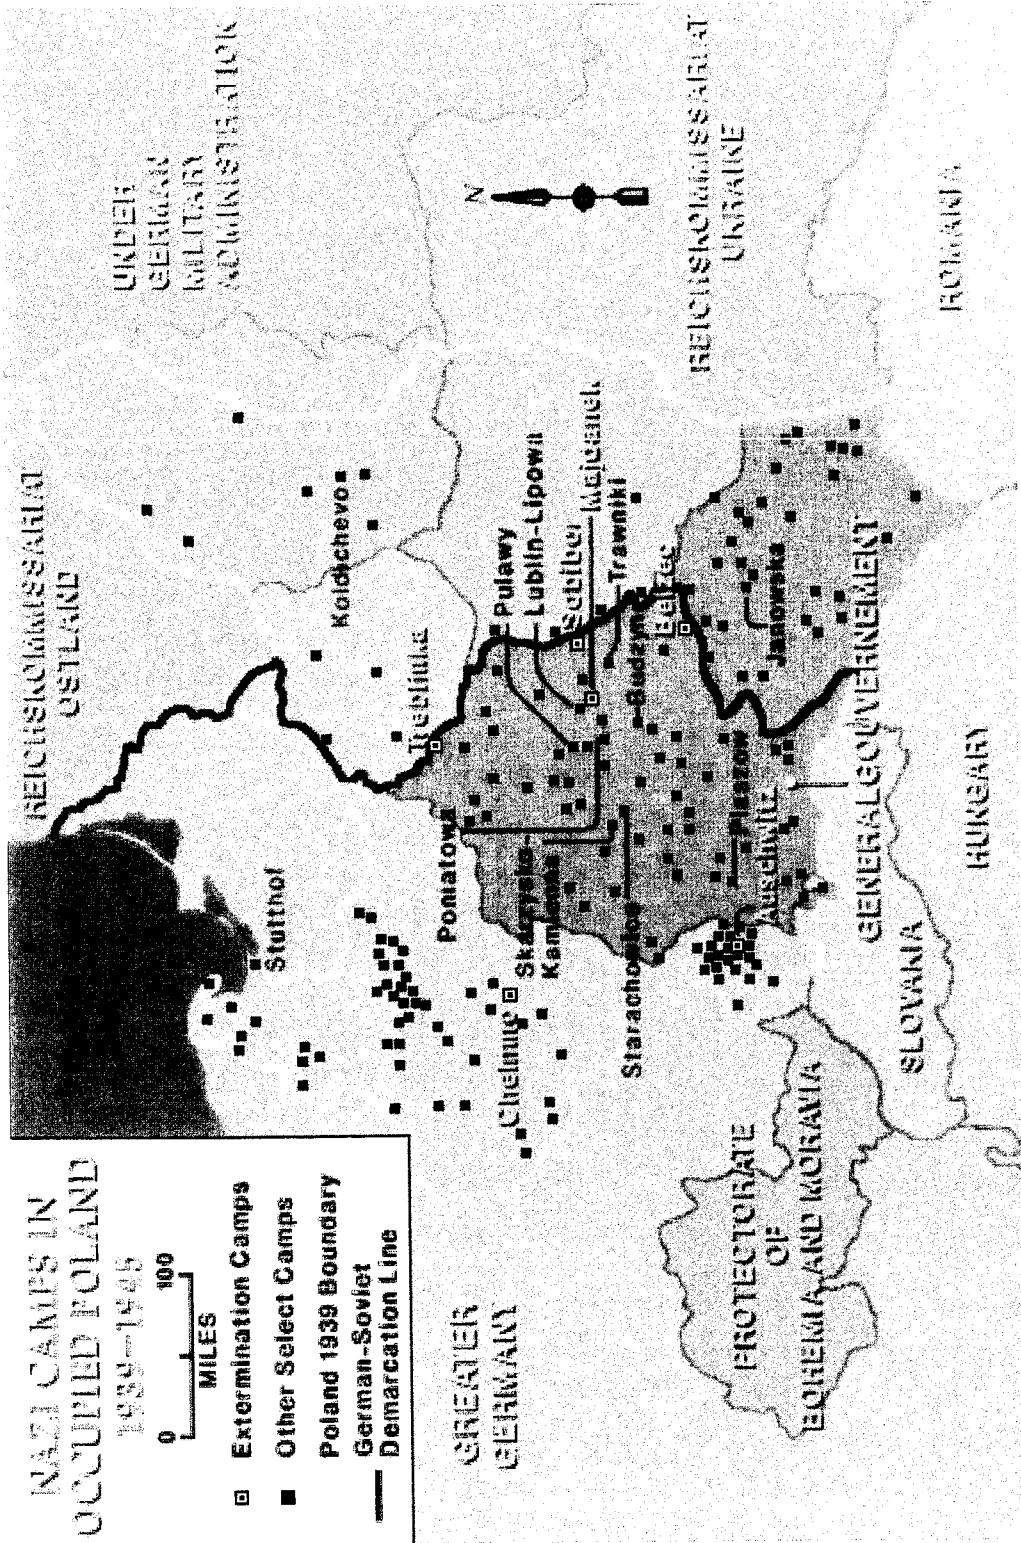 NAZI CAMPS IN
OCCUPIED POLAND
1939–1945
0 100
MILES
Extermination Camps
Other Select Camps
Poland 1939 Boundary
German-Soviet
Demarcation Line
REICHSKOMMISSARIAT
OSTLAND
UNDER
GERMAN
MILITARY
ADMINISTRATION
N
REICHSKOMMISSARIAT
UKRAINE
ROMANIA
HUNGARY
SLOVAKIA
GENERALGOUVERNEMENT
GREATER
GERMANY
PROTECTORATE
OF
BOHEMIA AND MORAVIA
Stutthof
Koldichevo
Treblinka
Pulawy
Lublin-Lipowa
Sobibor
Majdanek
Trawniki
Budzyn
Belzec
Janowska
Poniatowa
Skarzysko-
Kamienna
Starachowice
Plaszow
Auschwitz
Chelmno